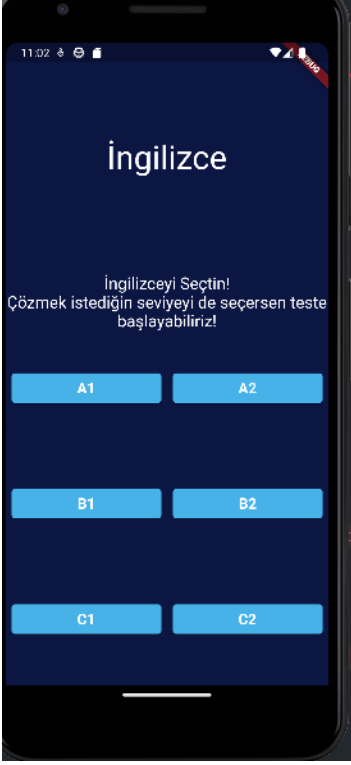 11:02
DEBUG
İngilizce
İngilizceyi Seçtin!
Çözmek istediğin seviyeyi de seçersen teste
başlayabiliriz!
A1
A2
B1
B2
C1
C2